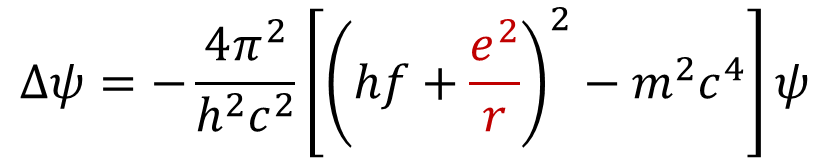 Δψ = − 4π²/h²c² [(hf + e²/r)² − m²c⁴] ψ